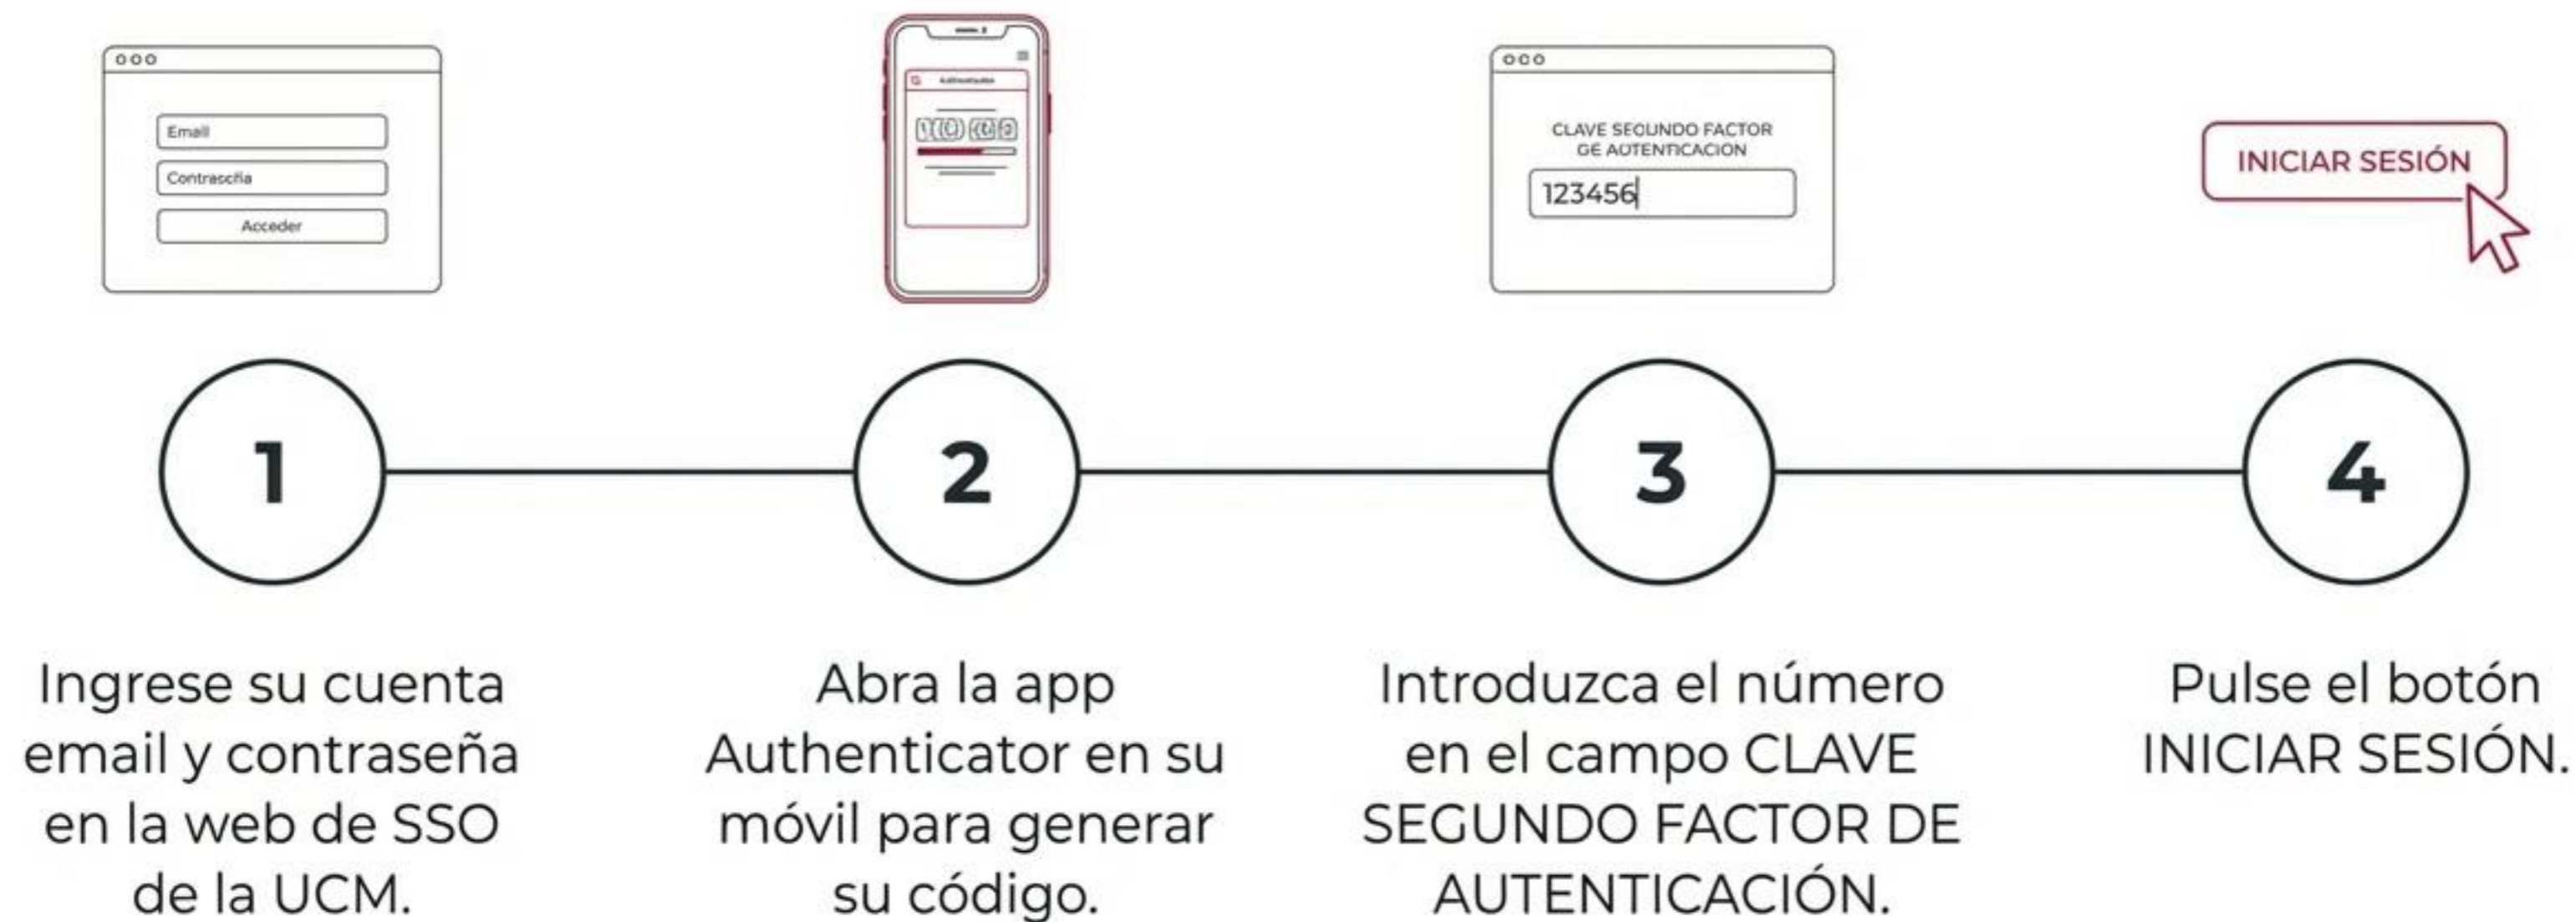 Email
Contrascña
Acceder
CLAVE SEGUNDO FACTOR
GE AUTENTICACION
123456
INICIAR SESIÓN
1
2
3
4
Ingrese su cuenta
email y contraseña
en la web de SSO
de la UCM.
Abra la app
Authenticator en su
móvil para generar
su código.
Introduzca el número
en el campo CLAVE
SEGUNDO FACTOR DE
AUTENTICACIÓN.
Pulse el botón
INICIAR SESIÓN.